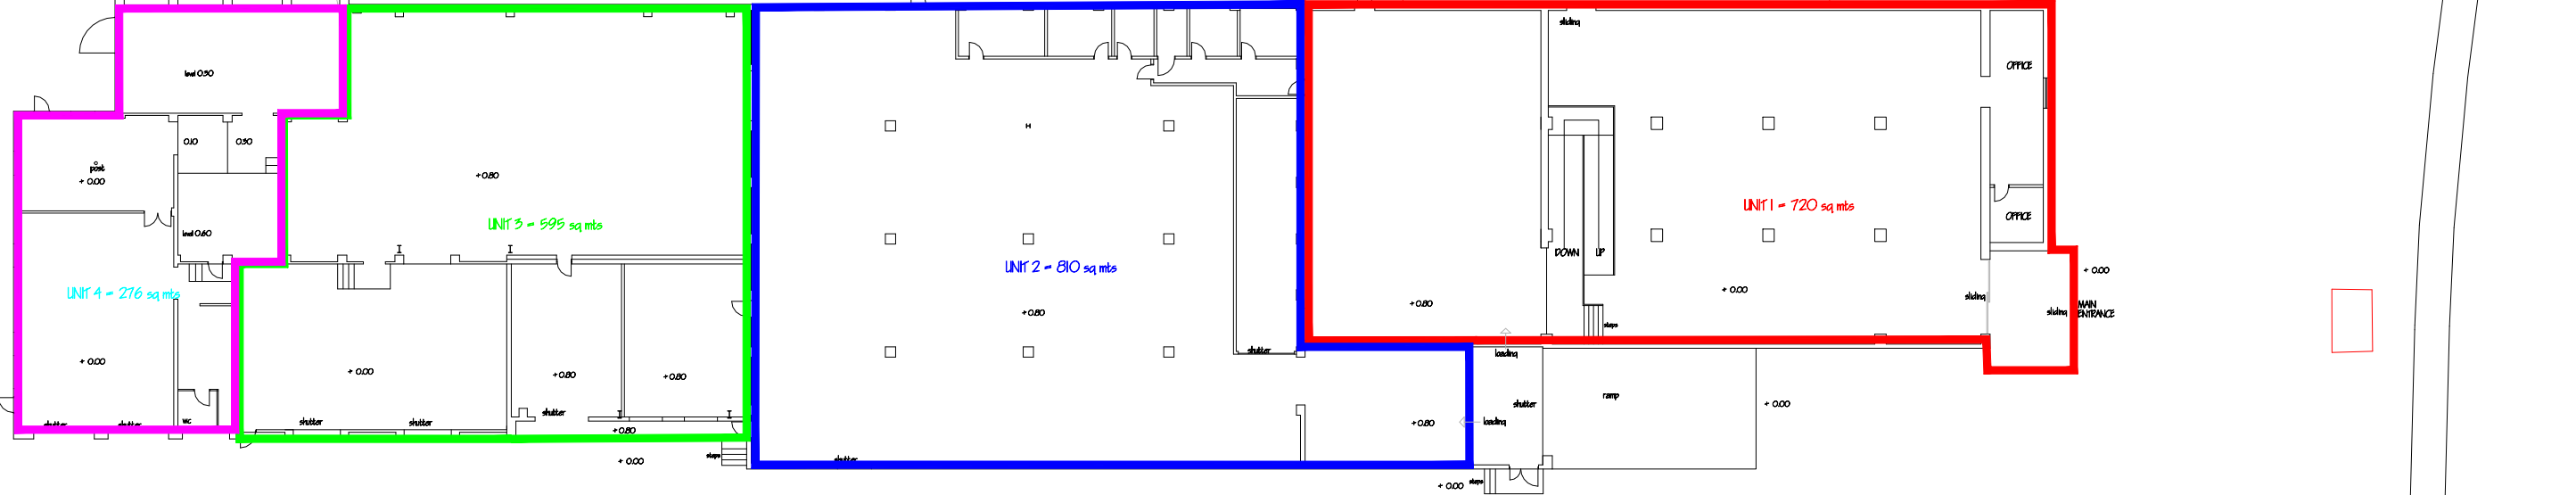 sliding
OFFICE
level 0.30
0.10
0.30
post
+ 0.00
+0.80
UNIT 3 = 595 sq mts
UNIT 1 = 720 sq mts
OFFICE
level 0.60
DOWN
UP
UNIT 2 = 810 sq mts
+ 0.00
UNIT 4 = 276 sq mts
+0.80
+ 0.00
sliding
MAIN
ENTRANCE
sliding
+0.80
steps
shutter
loading
+ 0.00
+ 0.00
+0.80
+0.80
ramp
shutter
+ 0.00
shutter
shutter
shutter
shutter
shutter
wc
+0.80
loading
+0.80
steps
+ 0.00
shutter
+ 0.00
steps